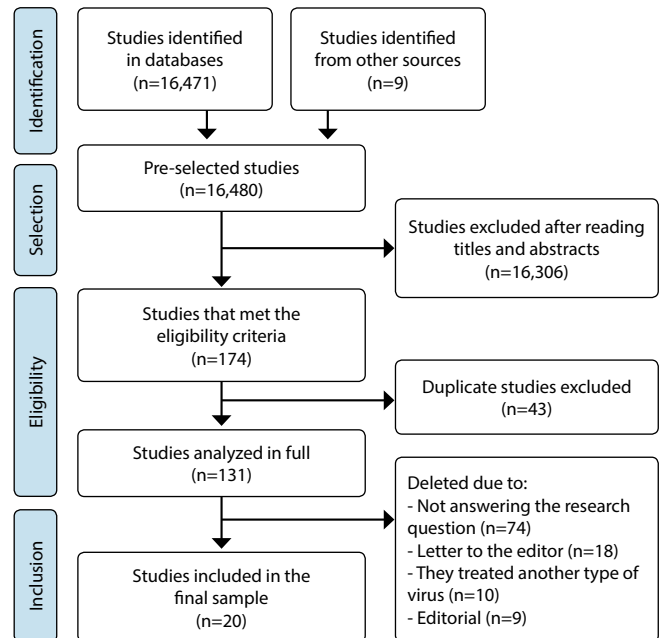 Identification
Studies identified
in databases
(n=16,471)
Studies identified
from other sources
(n=9)
Selection
Pre-selected studies
(n=16,480)
Studies excluded after reading
titles and abstracts
(n=16,306)
Eligibility
Studies that met the
eligibility criteria
(n=174)
Duplicate studies excluded
(n=43)
Studies analyzed in full
(n=131)
Deleted due to:
- Not answering the research
question (n=74)
- Letter to the editor (n=18)
- They treated another type of
virus (n=10)
- Editorial (n=9)
Inclusion
Studies included in the
final sample
(n=20)